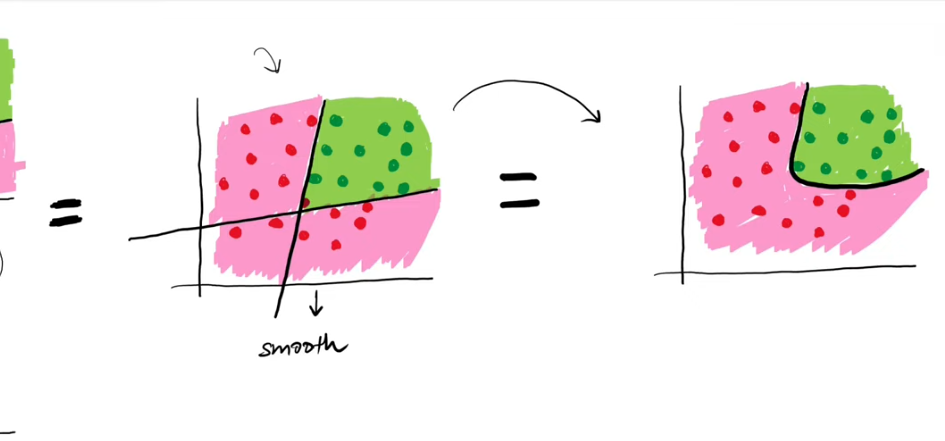 =
=
smooth